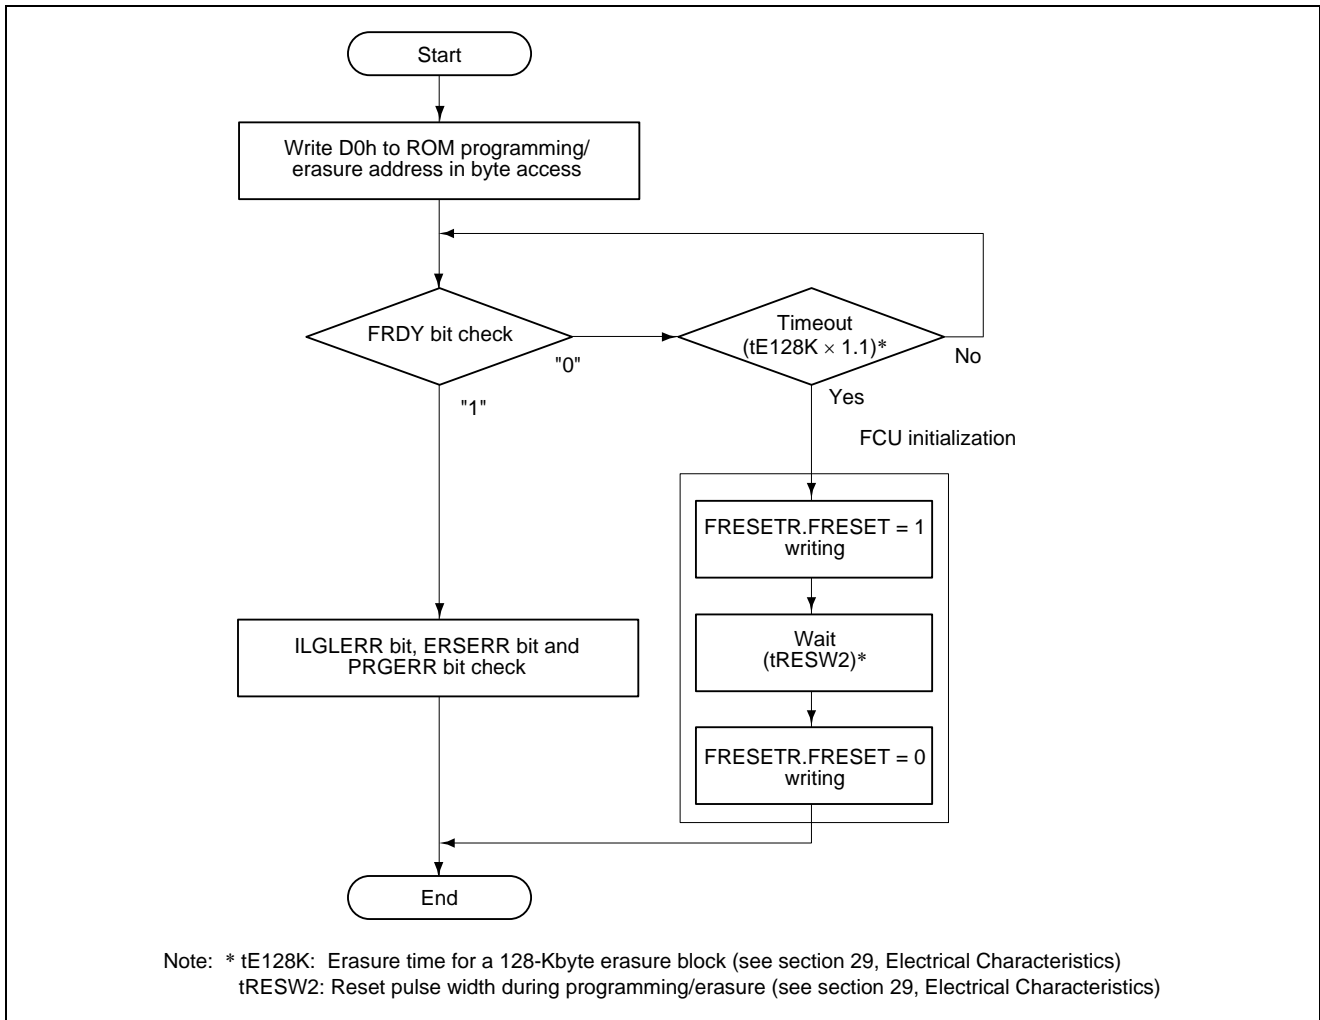 Start
Write D0h to ROM programming/
erasure address in byte access
FRDY bit check
"0"
"1"
Timeout
(tE128K × 1.1)*
No
Yes
FCU initialization
FRESETR.FRESET = 1
writing
Wait
(tRESW2)*
FRESETR.FRESET = 0
writing
ILGLERR bit, ERSERR bit and
PRGERR bit check
End
Note: * tE128K: Erasure time for a 128-Kbyte erasure block (see section 29, Electrical Characteristics)
tRESW2: Reset pulse width during programming/erasure (see section 29, Electrical Characteristics)